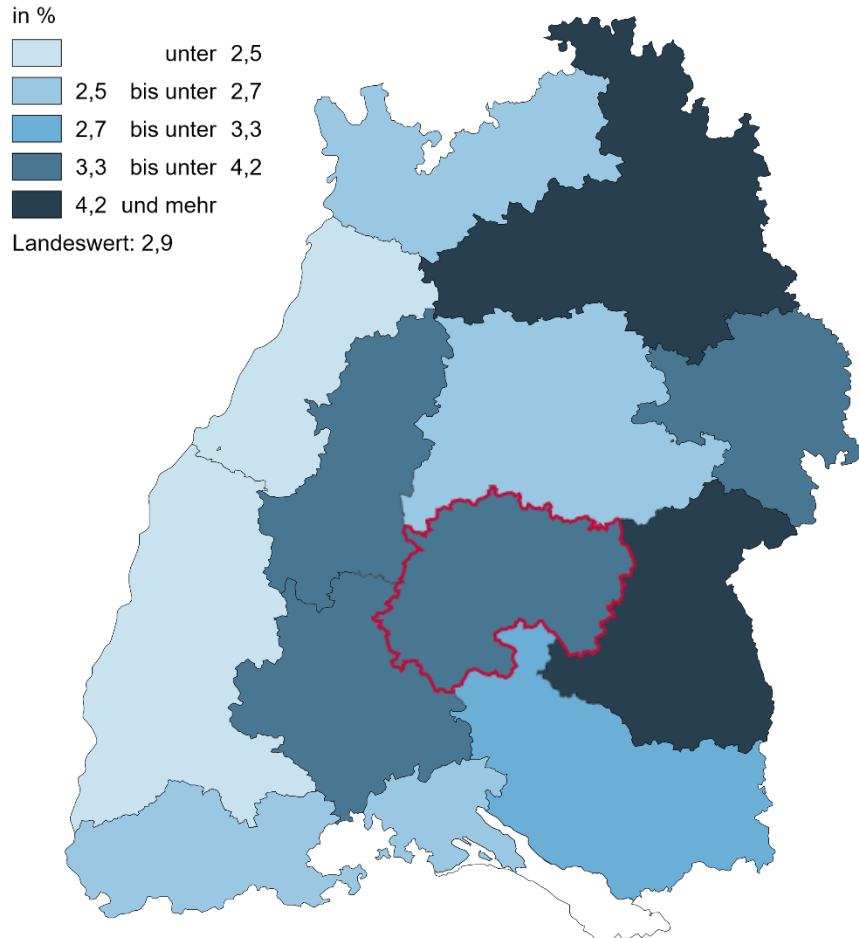 in %
unter 2,5
2,5 bis unter 2,7
2,7 bis unter 3,3
3,3 bis unter 4,2
4,2 und mehr
Landeswert: 2,9